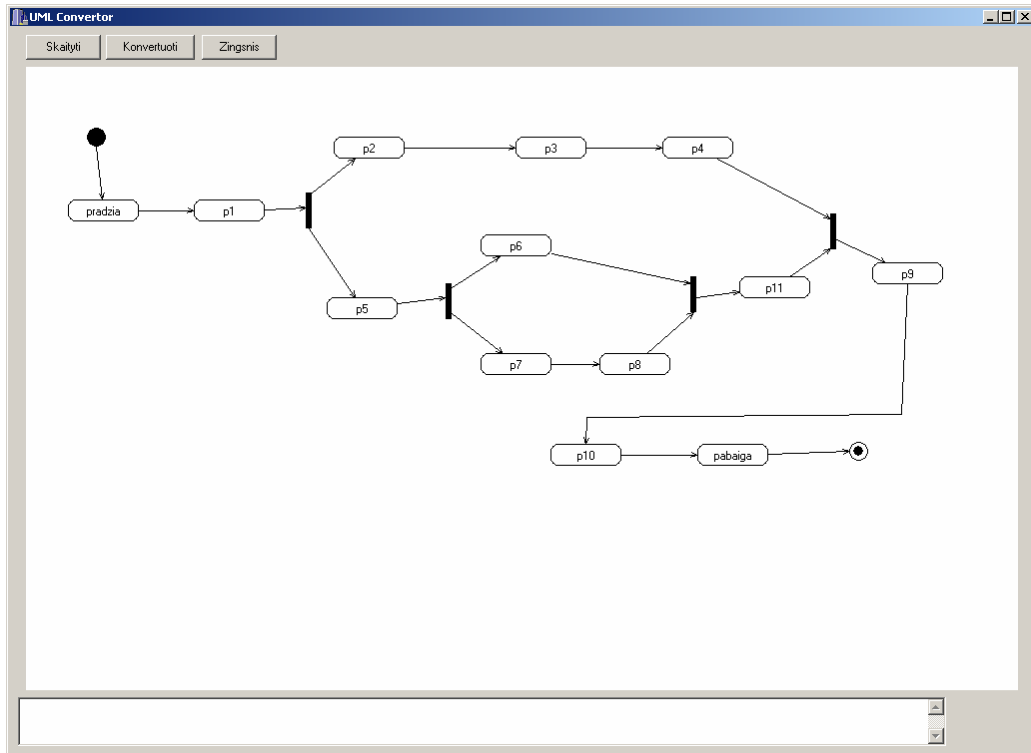 UML Convertor
Skaityti Konvertuoti Zingsnis
p2 p3 p4
pradzia p1
p6
p9
p11
p5
p7 p8
p10 pabaiga